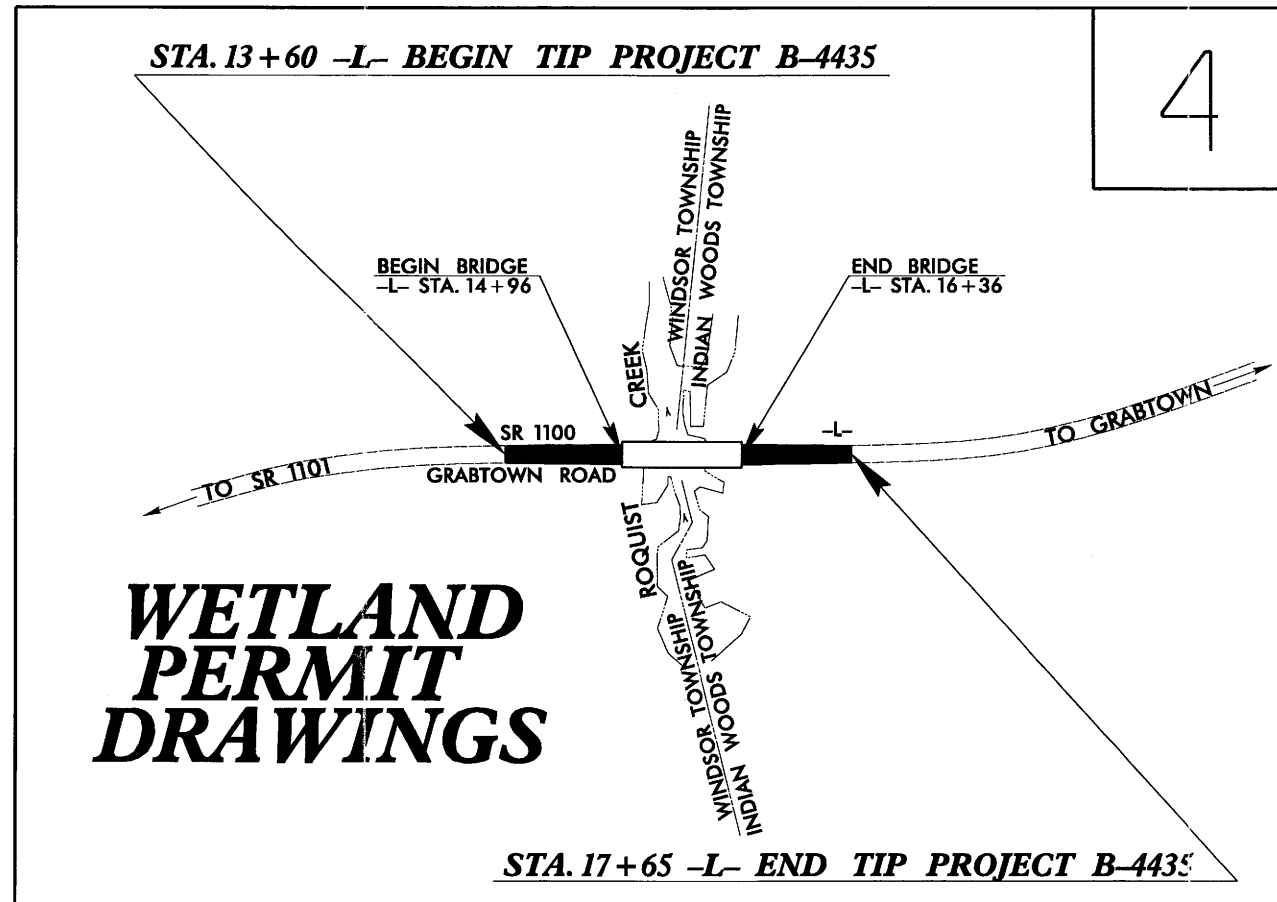 STA. 13+60 -L- BEGIN TIP PROJECT B-4435
4
WINDSOR TOWNSHIP
INDIAN WOODS TOWNSHIP
BEGIN BRIDGE
-L- STA. 14+96
END BRIDGE
-L- STA. 16+36
CREEK
SR 1100
-L-
TO GRABTOWN
TO SR 1101
GRABTOWN ROAD
ROQUIST
WINDSOR TOWNSHIP
INDIAN WOODS TOWNSHIP
WETLAND
PERMIT
DRAWINGS
STA. 17+65 -L- END TIP PROJECT B-4435